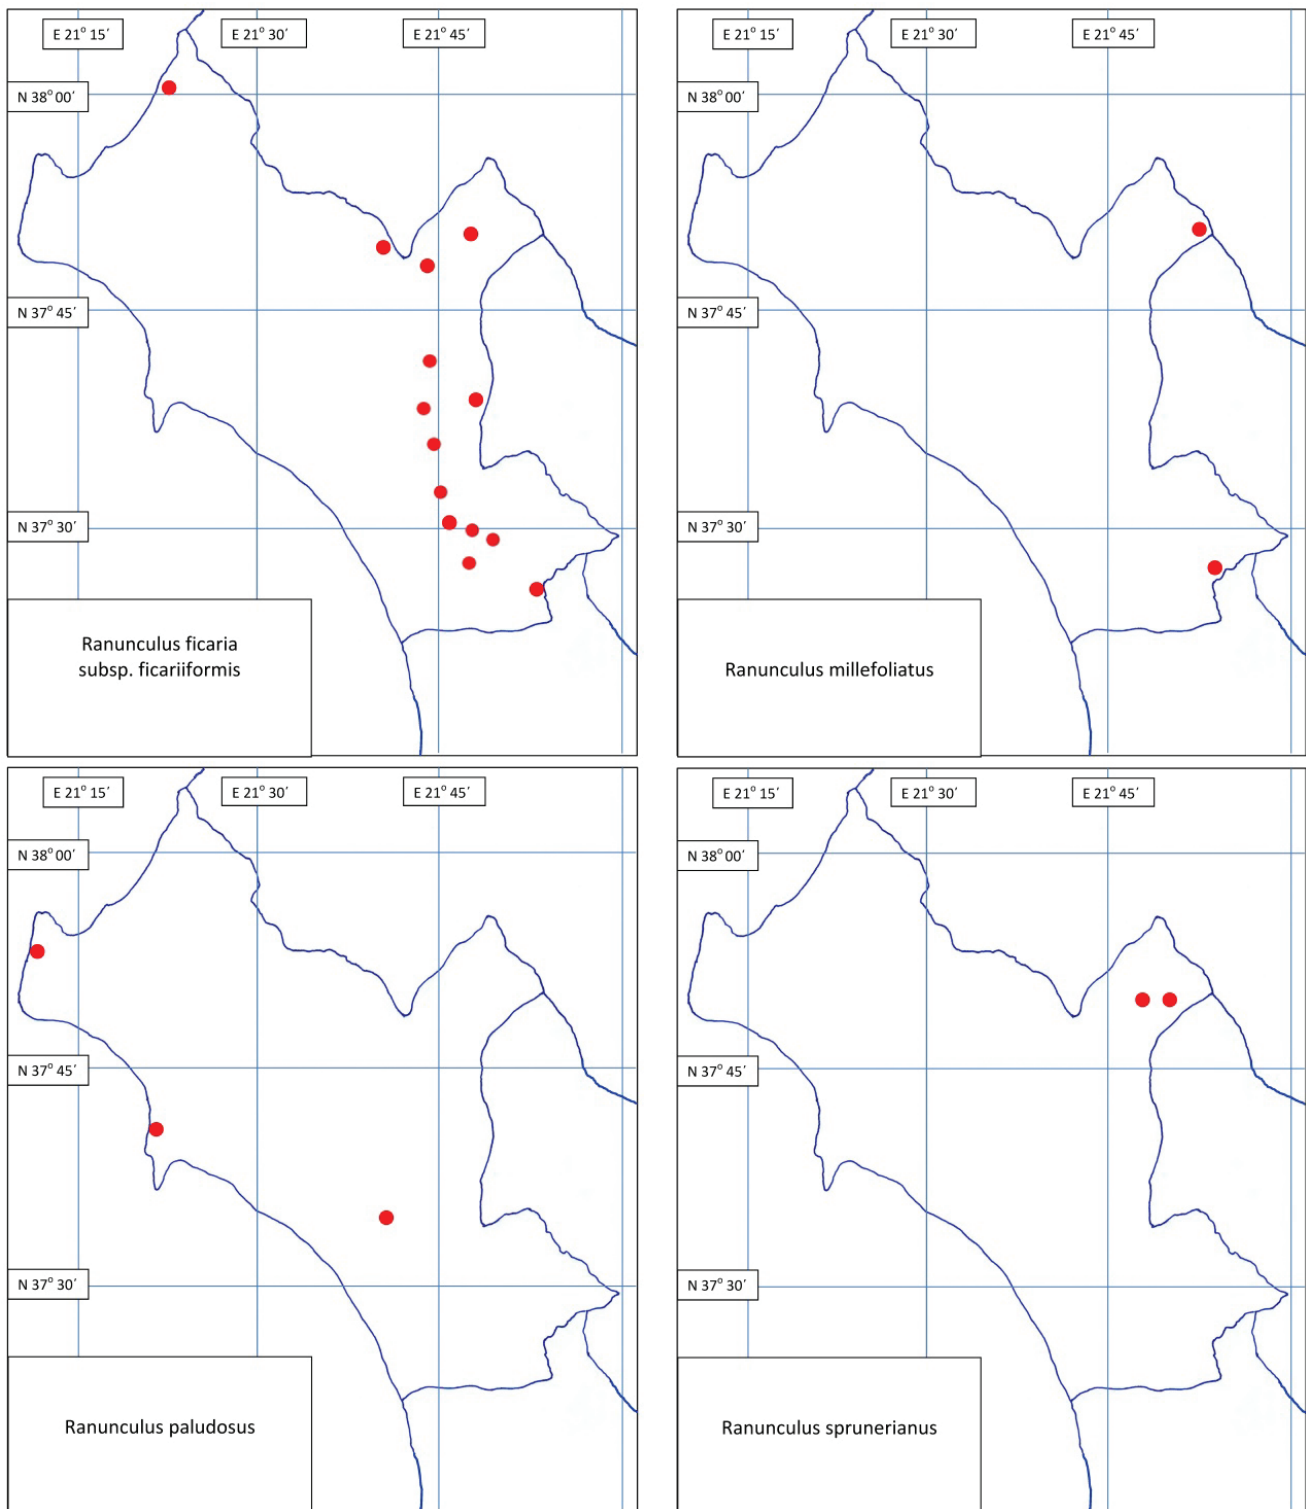 E 21° 15′ E 21° 30′ E 21° 45′
N 38° 00′
N 37° 45′
N 37° 30′
Ranunculus ficaria
subsp. ficariiformis
E 21° 15′ E 21° 30′ E 21° 45′
N 38° 00′
N 37° 45′
N 37° 30′
Ranunculus millefoliatus
E 21° 15′ E 21° 30′ E 21° 45′
N 38° 00′
N 37° 45′
N 37° 30′
Ranunculus paludosus
E 21° 15′ E 21° 30′ E 21° 45′
N 38° 00′
N 37° 45′
N 37° 30′
Ranunculus sprunerianus